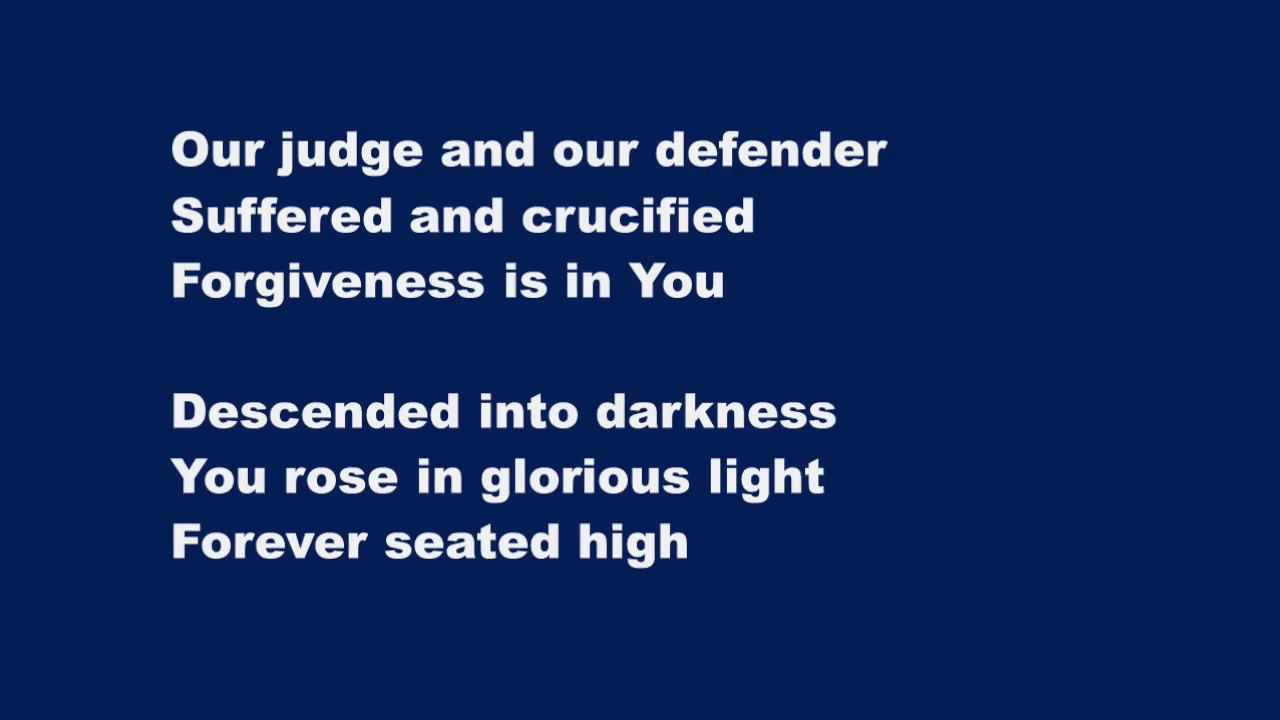 Our judge and our defender
Suffered and crucified
Forgiveness is in You
Descended into darkness
You rose in glorious light
Forever seated high